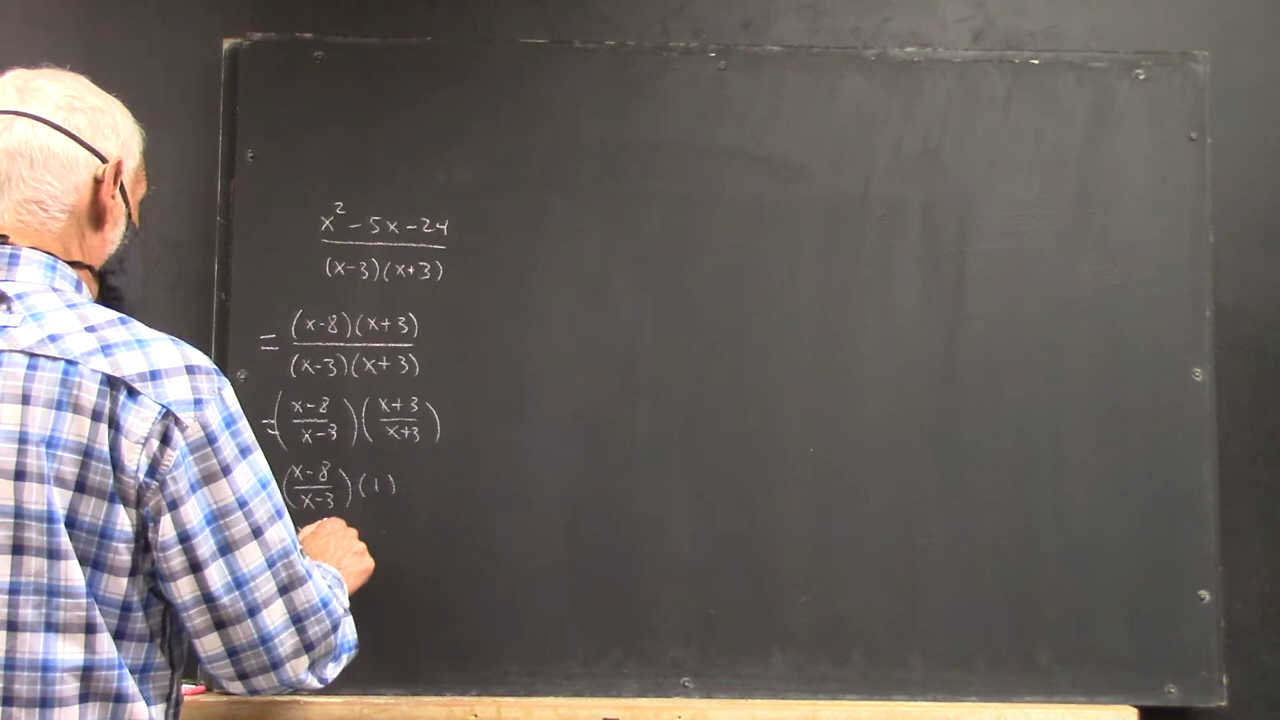 x² - 5x - 24
(x-3)(x+3)
= (x-8)(x+3)
(x-3)(x+3)
= (x-8 / x-3)(x+3 / x+3)
(x-8 / x-3)(1)